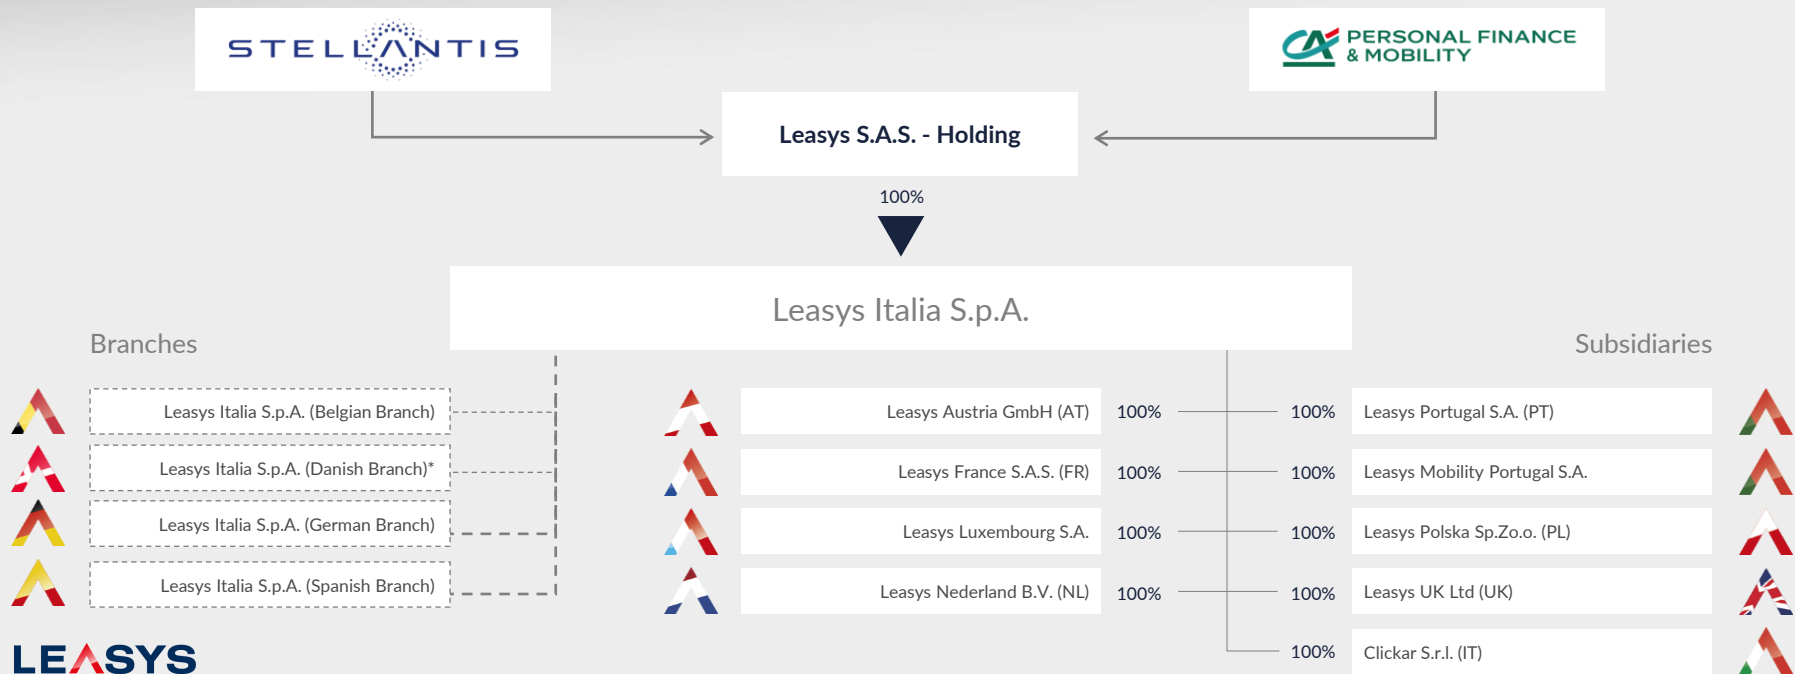 STELLANTIS
CA PERSONAL FINANCE
& MOBILITY
Leasys S.A.S. - Holding
100%
Leasys Italia S.p.A.
Branches
Subsidiaries
Leasys Italia S.p.A. (Belgian Branch)
Leasys Italia S.p.A. (Danish Branch)*
Leasys Italia S.p.A. (German Branch)
Leasys Italia S.p.A. (Spanish Branch)
Leasys Austria GmbH (AT) 100%
Leasys France S.A.S. (FR) 100%
Leasys Luxembourg S.A. 100%
Leasys Nederland B.V. (NL) 100%
100% Leasys Portugal S.A. (PT)
100% Leasys Mobility Portugal S.A.
100% Leasys Polska Sp.Zo.o. (PL)
100% Leasys UK Ltd (UK)
100% Clickar S.r.l. (IT)
LEASYS